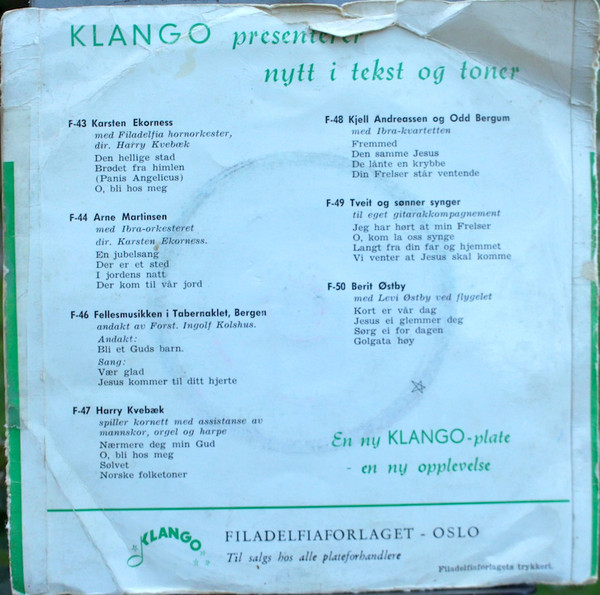 KLANGO presenterer
nytt i tekst og toner
F-43 Karsten Ekorness
med Filadelfia hornorkester,
dir. Harry Kvebæk
Den hellige stad
Brødet fra himlen
(Panis Angelicus)
O, bli hos meg
F-44 Arne Martinsen
med Ibra-orkesteret
dir. Karsten Ekorness.
En jubelsang
Der er et sted
I jordens natt
Der kom til vår jord
F-46 Fellesmusikken i Tabernaklet, Bergen
andakt av Forst. Ingolf Kolshus.
Andakt:
Bli et Guds barn.
Sang:
Vær glad
Jesus kommer til ditt hjerte
F-47 Harry Kvebæk
spiller kornett med assistanse av
mannskor, orgel og harpe
Nærmere deg min Gud
O, bli hos meg
Sølvet
Norske folketoner
F-48 Kjell Andreassen og Odd Bergum
med Ibra-kvartetten
Fremmed
Den samme Jesus
De lånte en krybbe
Din Frelser står ventende
F-49 Tveit og sønner synger
til eget gitarakkompagnement
Jeg har hørt at min Frelser
O, kom la oss synge
Langt fra din far og hjemmet
Vi venter at Jesus skal komme
F-50 Berit Østby
med Levi Østby ved flygelet
Kort er vår dag
Jesus ei glemmer deg
Sørg ei for dagen
Golgata høy
En ny KLANGO-plate
- en ny opplevelse
KLANGO
FILADELFIAFORLAGET - OSLO
Til salgs hos alle plateforhandlere
Filadelfiaforlagets trykkeri.